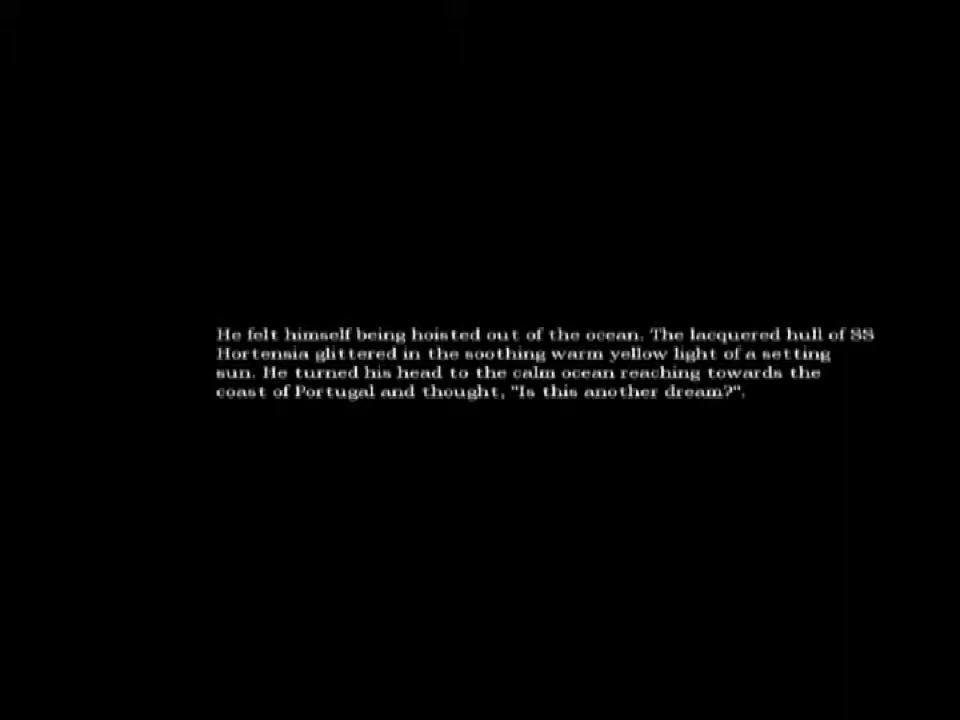 He felt himself being hoisted out of the ocean. The lacquered hull of SS
Hortensia glittered in the soothing warm yellow light of a setting
sun. He turned his head to the calm ocean reaching towards the
coast of Portugal and thought, "Is this another dream?".